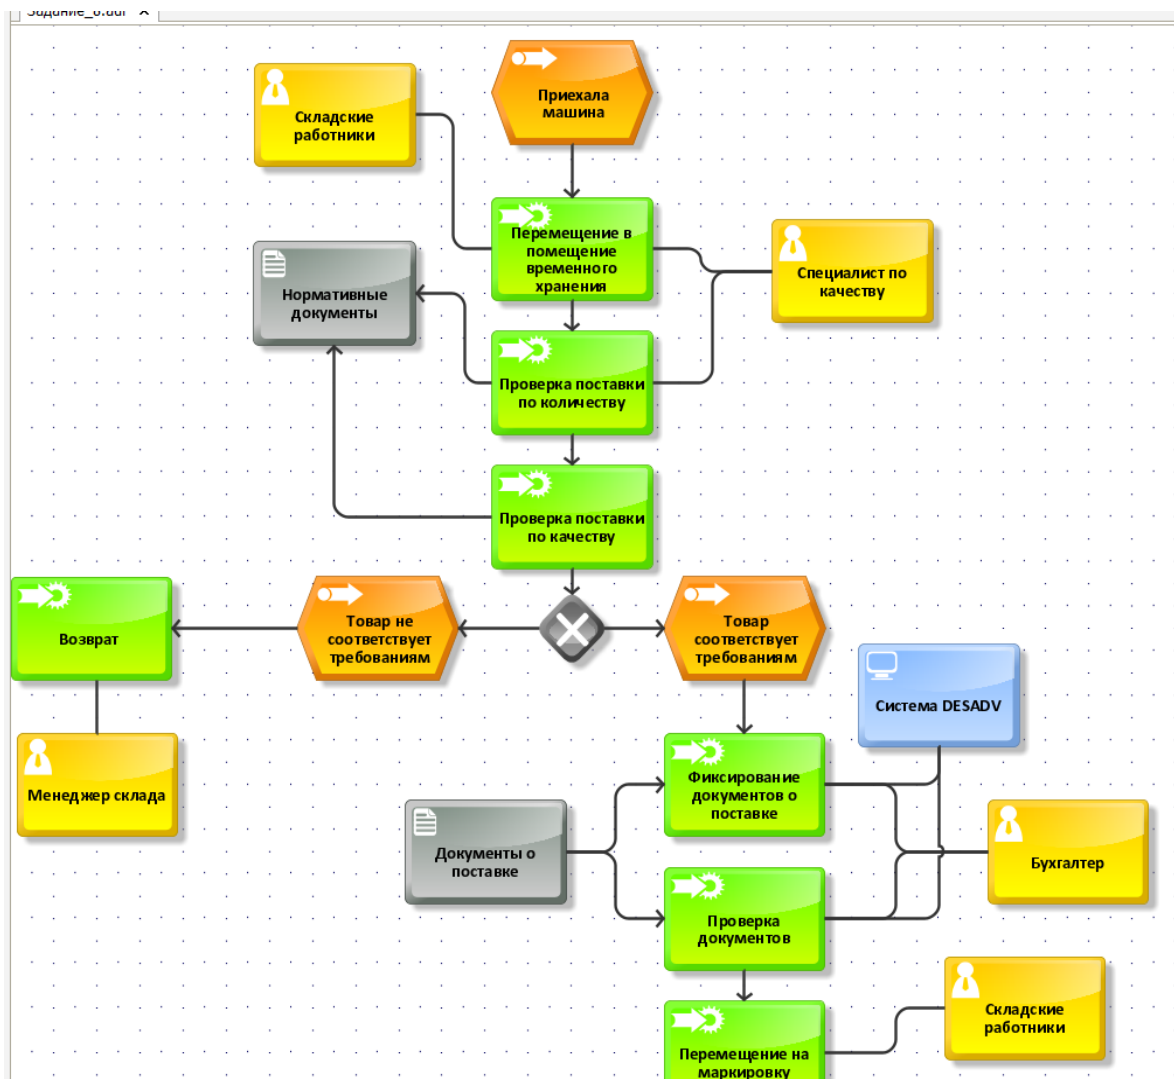 Задание_6.adf X
Приехала
машина
Складские
работники
Перемещение в
помещение
временного
хранения
Специалист по
качеству
Нормативные
документы
Проверка поставки
по количеству
Проверка поставки
по качеству
Возврат
Товар не
соответствует
требованиям
Товар
соответствует
требованиям
Система DESADV
Менеджер склада
Фиксирование
документов о
поставке
Документы о
поставке
Бухгалтер
Проверка
документов
Складские
работники
Перемещение на
маркировку